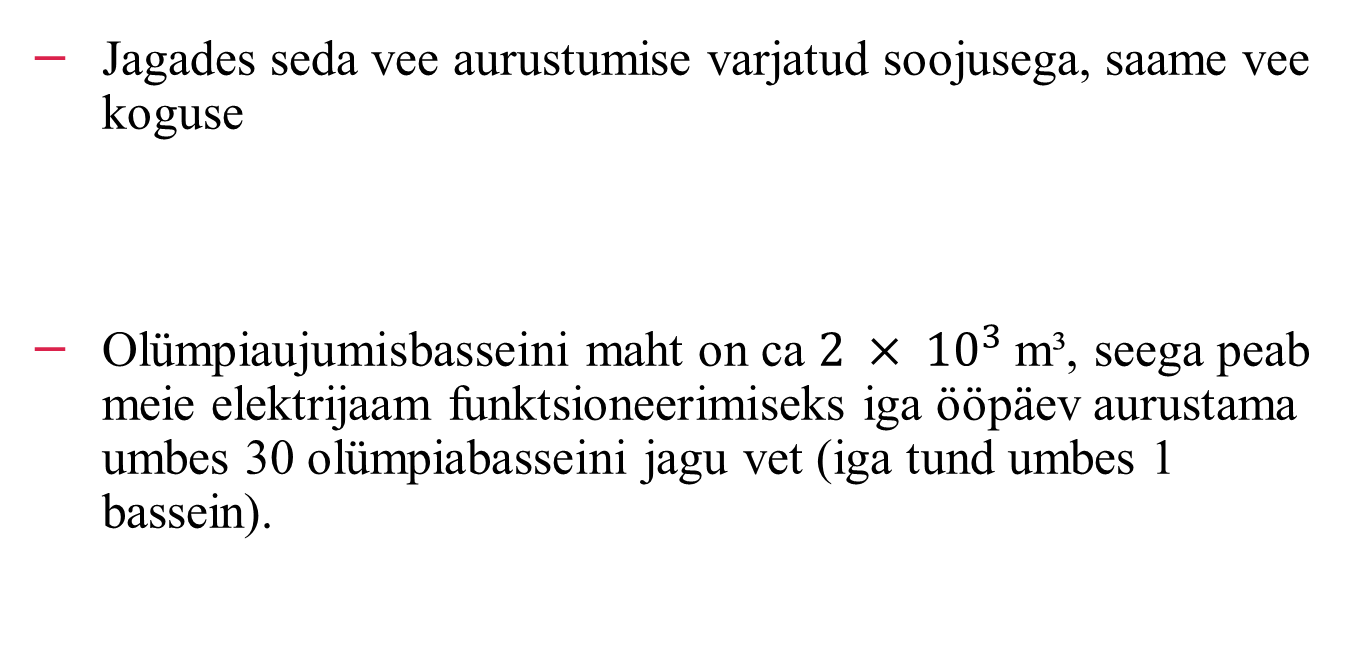 – Jagades seda vee aurustumise varjatud soojusega, saame vee
koguse
– Olümpiaujumisbasseini maht on ca 2 × 10³ m³, seega peab
meie elektrijaam funktsioneerimiseks iga ööpäev aurustama
umbes 30 olümpiabasseini jagu vet (iga tund umbes 1
bassein).